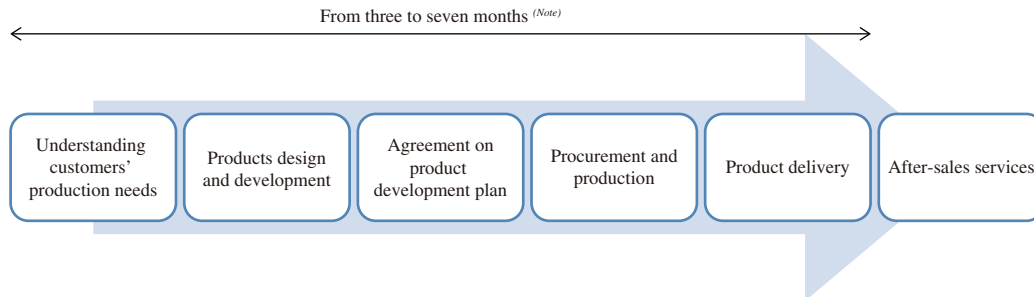 From three to seven months (Note)
Understanding
customers’
production needs
Products design
and development
Agreement on
product
development plan
Procurement and
production
Product delivery
After-sales services